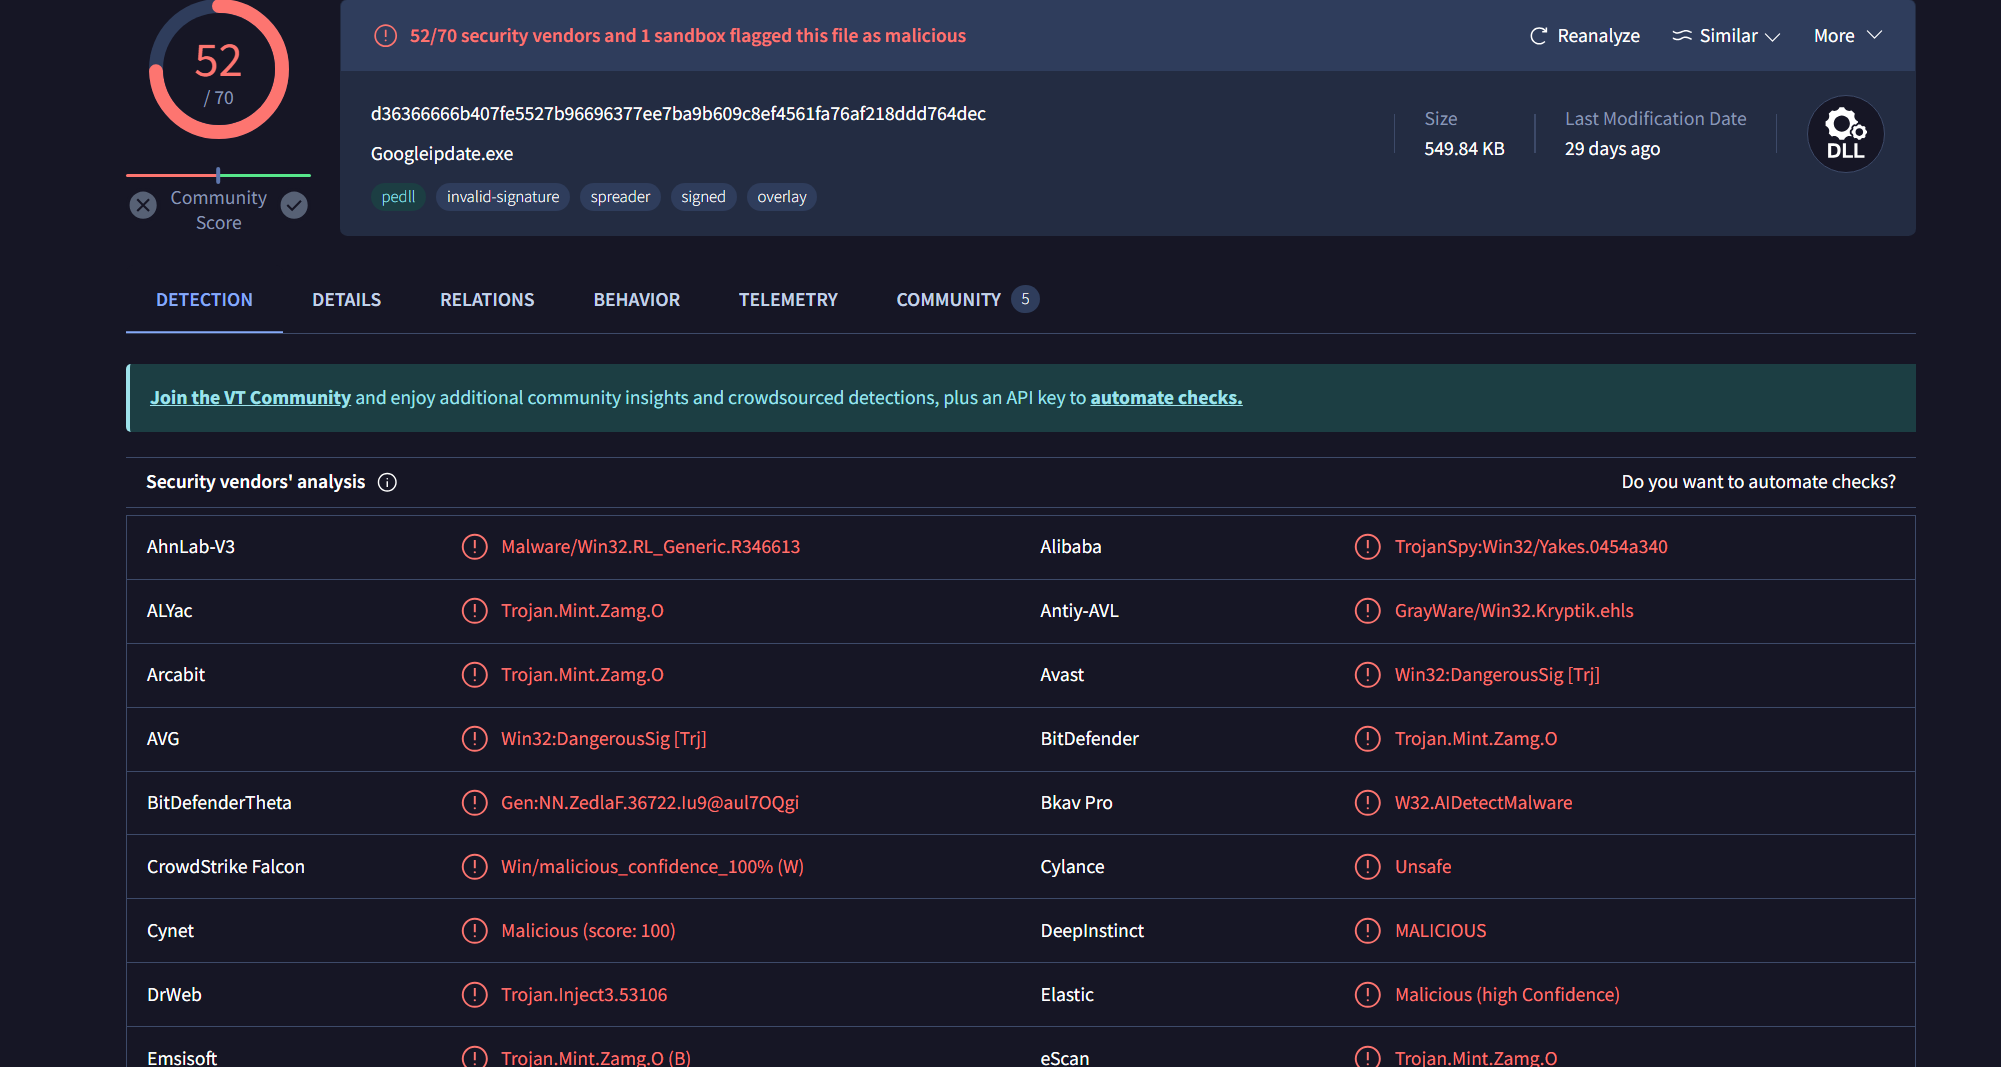 52
/ 70
Community
Score
52/70 security vendors and 1 sandbox flagged this file as malicious
Reanalyze
Similar
More
d36366666b407fe5527b96696377ee7ba9b609c8ef4561fa76af218ddd764dec
Googleipdate.exe
pedll
invalid-signature
spreader
signed
overlay
Size
549.84 KB
Last Modification Date
29 days ago
DLL
DETECTION
DETAILS
RELATIONS
BEHAVIOR
TELEMETRY
COMMUNITY 5
Join the VT Community and enjoy additional community insights and crowdsourced detections, plus an API key to automate checks.
Security vendors' analysis
Do you want to automate checks?
AhnLab-V3 Malware/Win32.RL_Generic.R346613 Alibaba TrojanSpy:Win32/Yakes.0454a340
ALYac Trojan.Mint.Zamg.O Antiy-AVL GrayWare/Win32.Kryptik.ehls
Arcabit Trojan.Mint.Zamg.O Avast Win32:DangerousSig [Trj]
AVG Win32:DangerousSig [Trj] BitDefender Trojan.Mint.Zamg.O
BitDefenderTheta Gen:NN.ZedlaF.36722.Iu9@aul7OQgi Bkav Pro W32.AIDetectMalware
CrowdStrike Falcon Win/malicious_confidence_100% (W) Cylance Unsafe
Cynet Malicious (score: 100) DeepInstinct MALICIOUS
DrWeb Trojan.Inject3.53106 Elastic Malicious (high Confidence)
Emsisoft Trojan.Mint.Zamg.O (B) eScan Trojan.Mint.Zamg.O